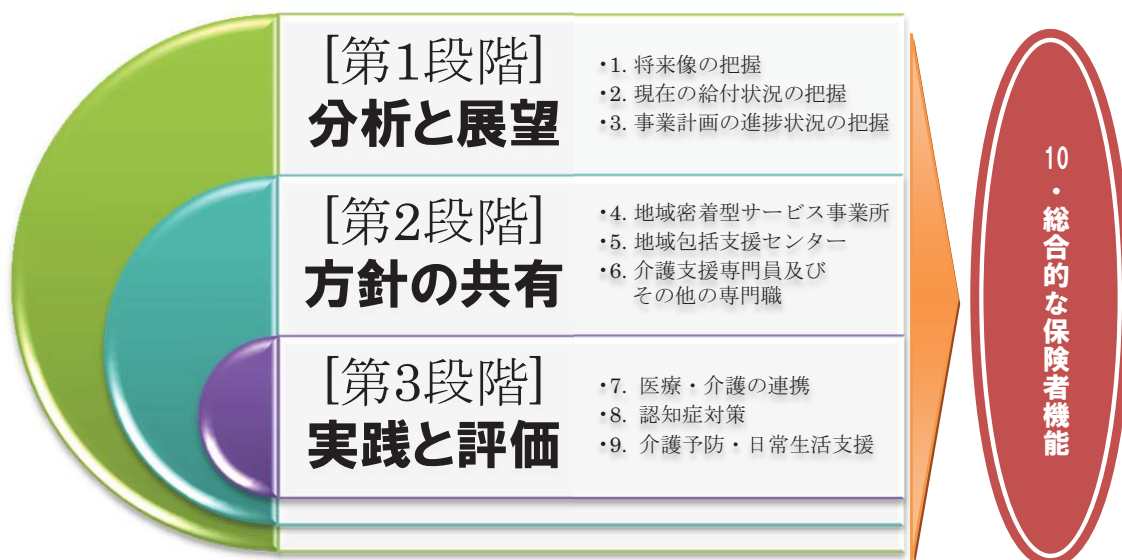 [第1段階]
分析と展望
•1. 将来像の把握
•2. 現在の給付状況の把握
•3. 事業計画の進捗状況の把握
[第2段階]
方針の共有
•4. 地域密着型サービス事業所
•5. 地域包括支援センター
•6. 介護支援専門員及び
その他の専門職
[第3段階]
実践と評価
•7. 医療・介護の連携
•8. 認知症対策
•9. 介護予防・日常生活支援
10・総合的な保険者機能